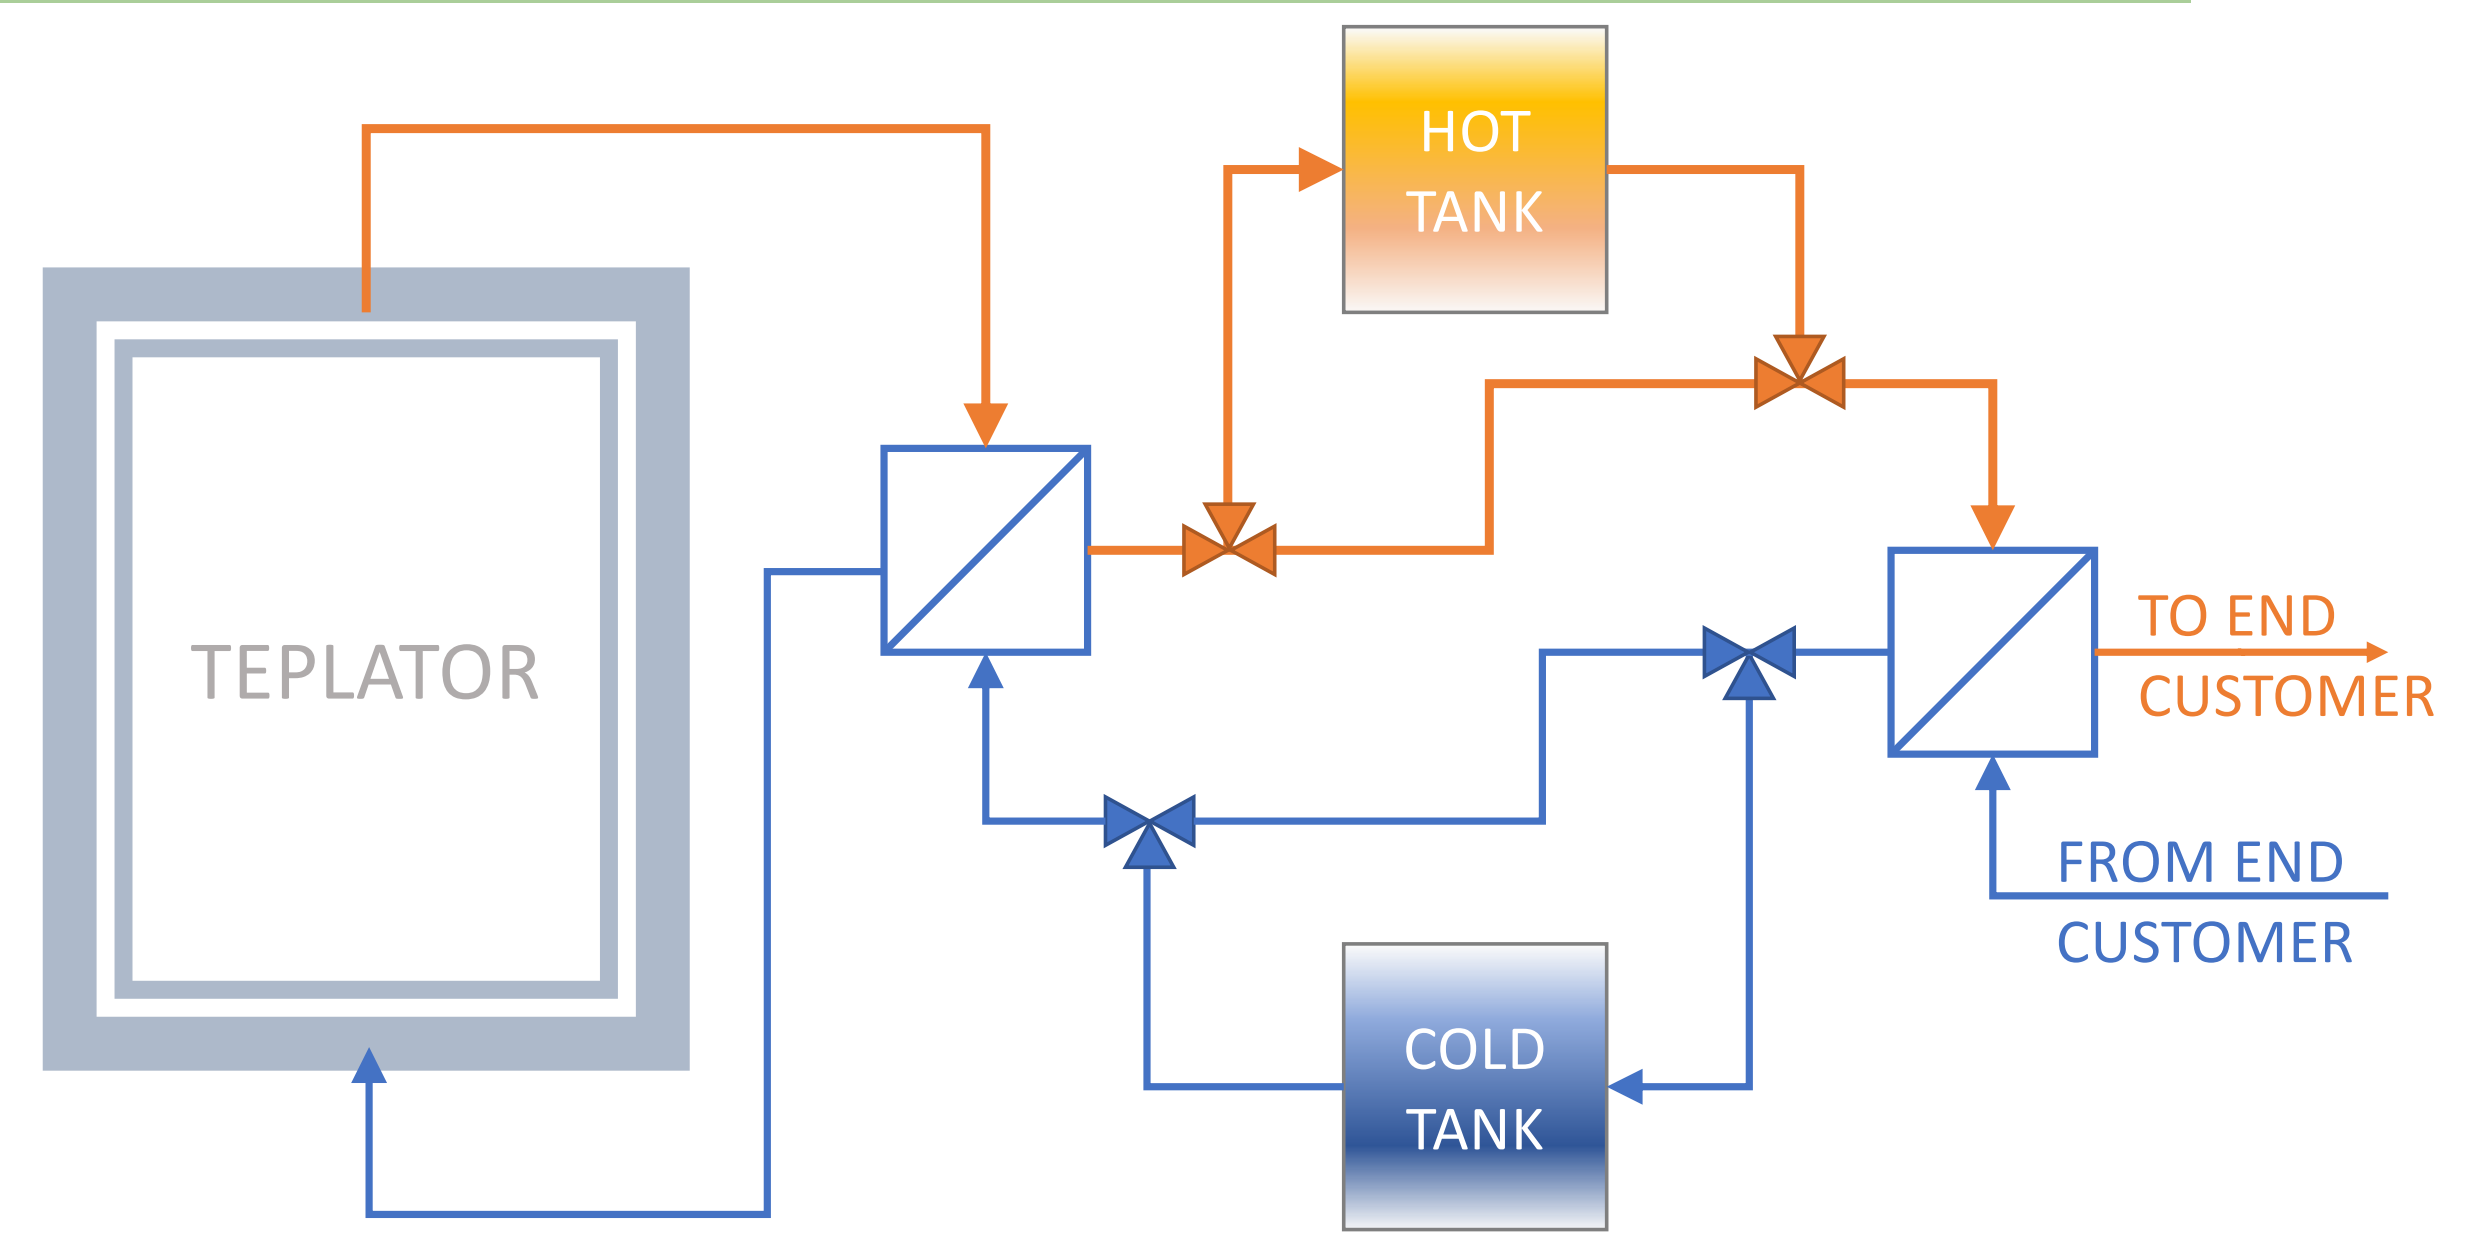 HOT
TANK
TEPLATOR
TO END
CUSTOMER
FROM END
CUSTOMER
COLD
TANK